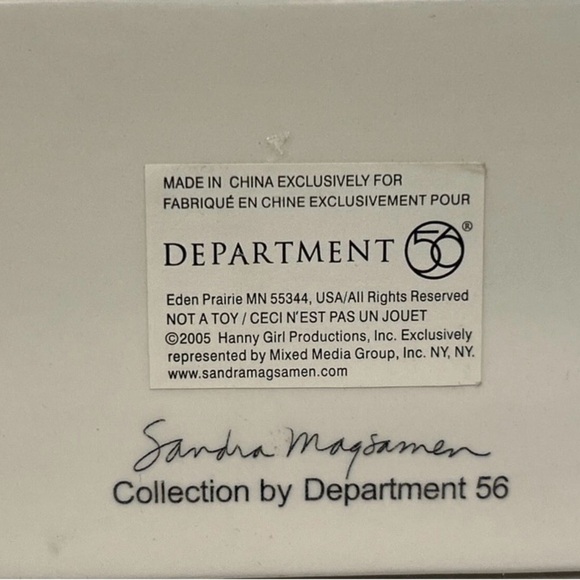 MADE IN CHINA EXCLUSIVELY FOR
FABRIQUÉ EN CHINE EXCLUSIVEMENT POUR
DEPARTMENT 56®
Eden Prairie MN 55344, USA/All Rights Reserved
NOT A TOY / CECI N'EST PAS UN JOUET
©2005 Hanny Girl Productions, Inc. Exclusively
represented by Mixed Media Group, Inc. NY, NY.
www.sandramagsamen.com
Sandra Magsamen
Collection by Department 56